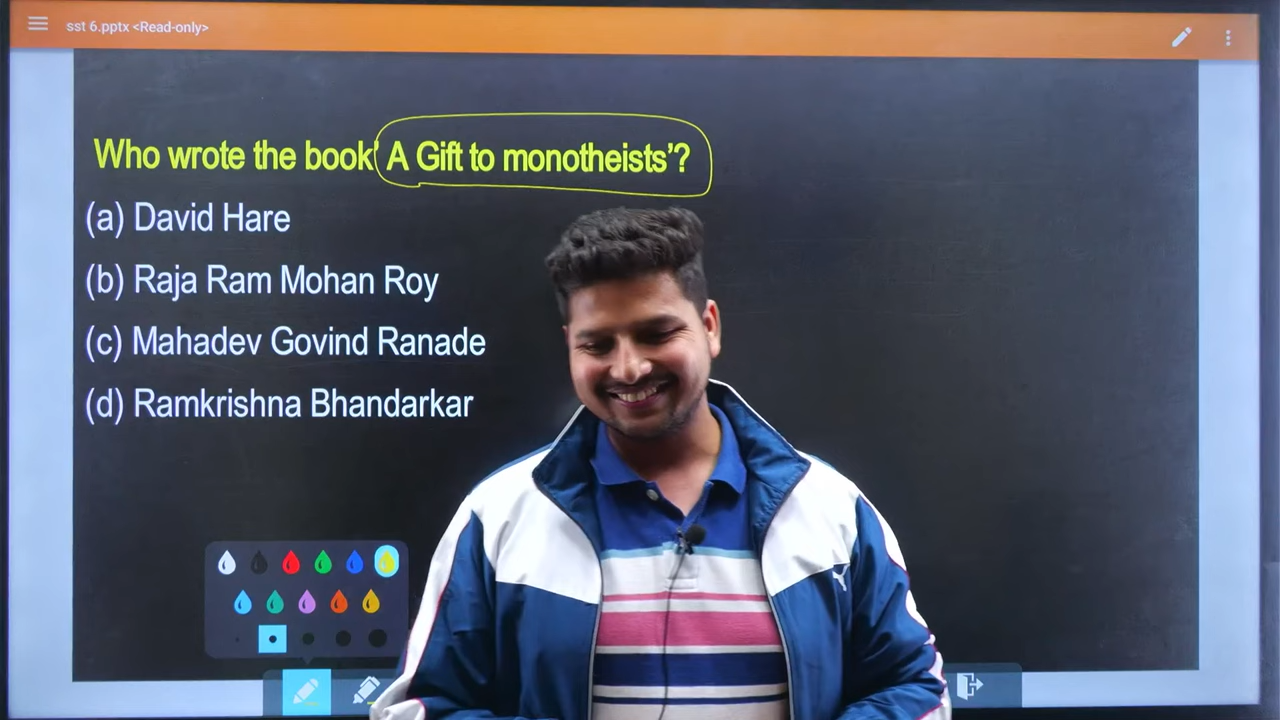 sst 6.pptx <Read-only>
Who wrote the book' A Gift to monotheists'?
(a) David Hare
(b) Raja Ram Mohan Roy
(c) Mahadev Govind Ranade
(d) Ramkrishna Bhandarkar